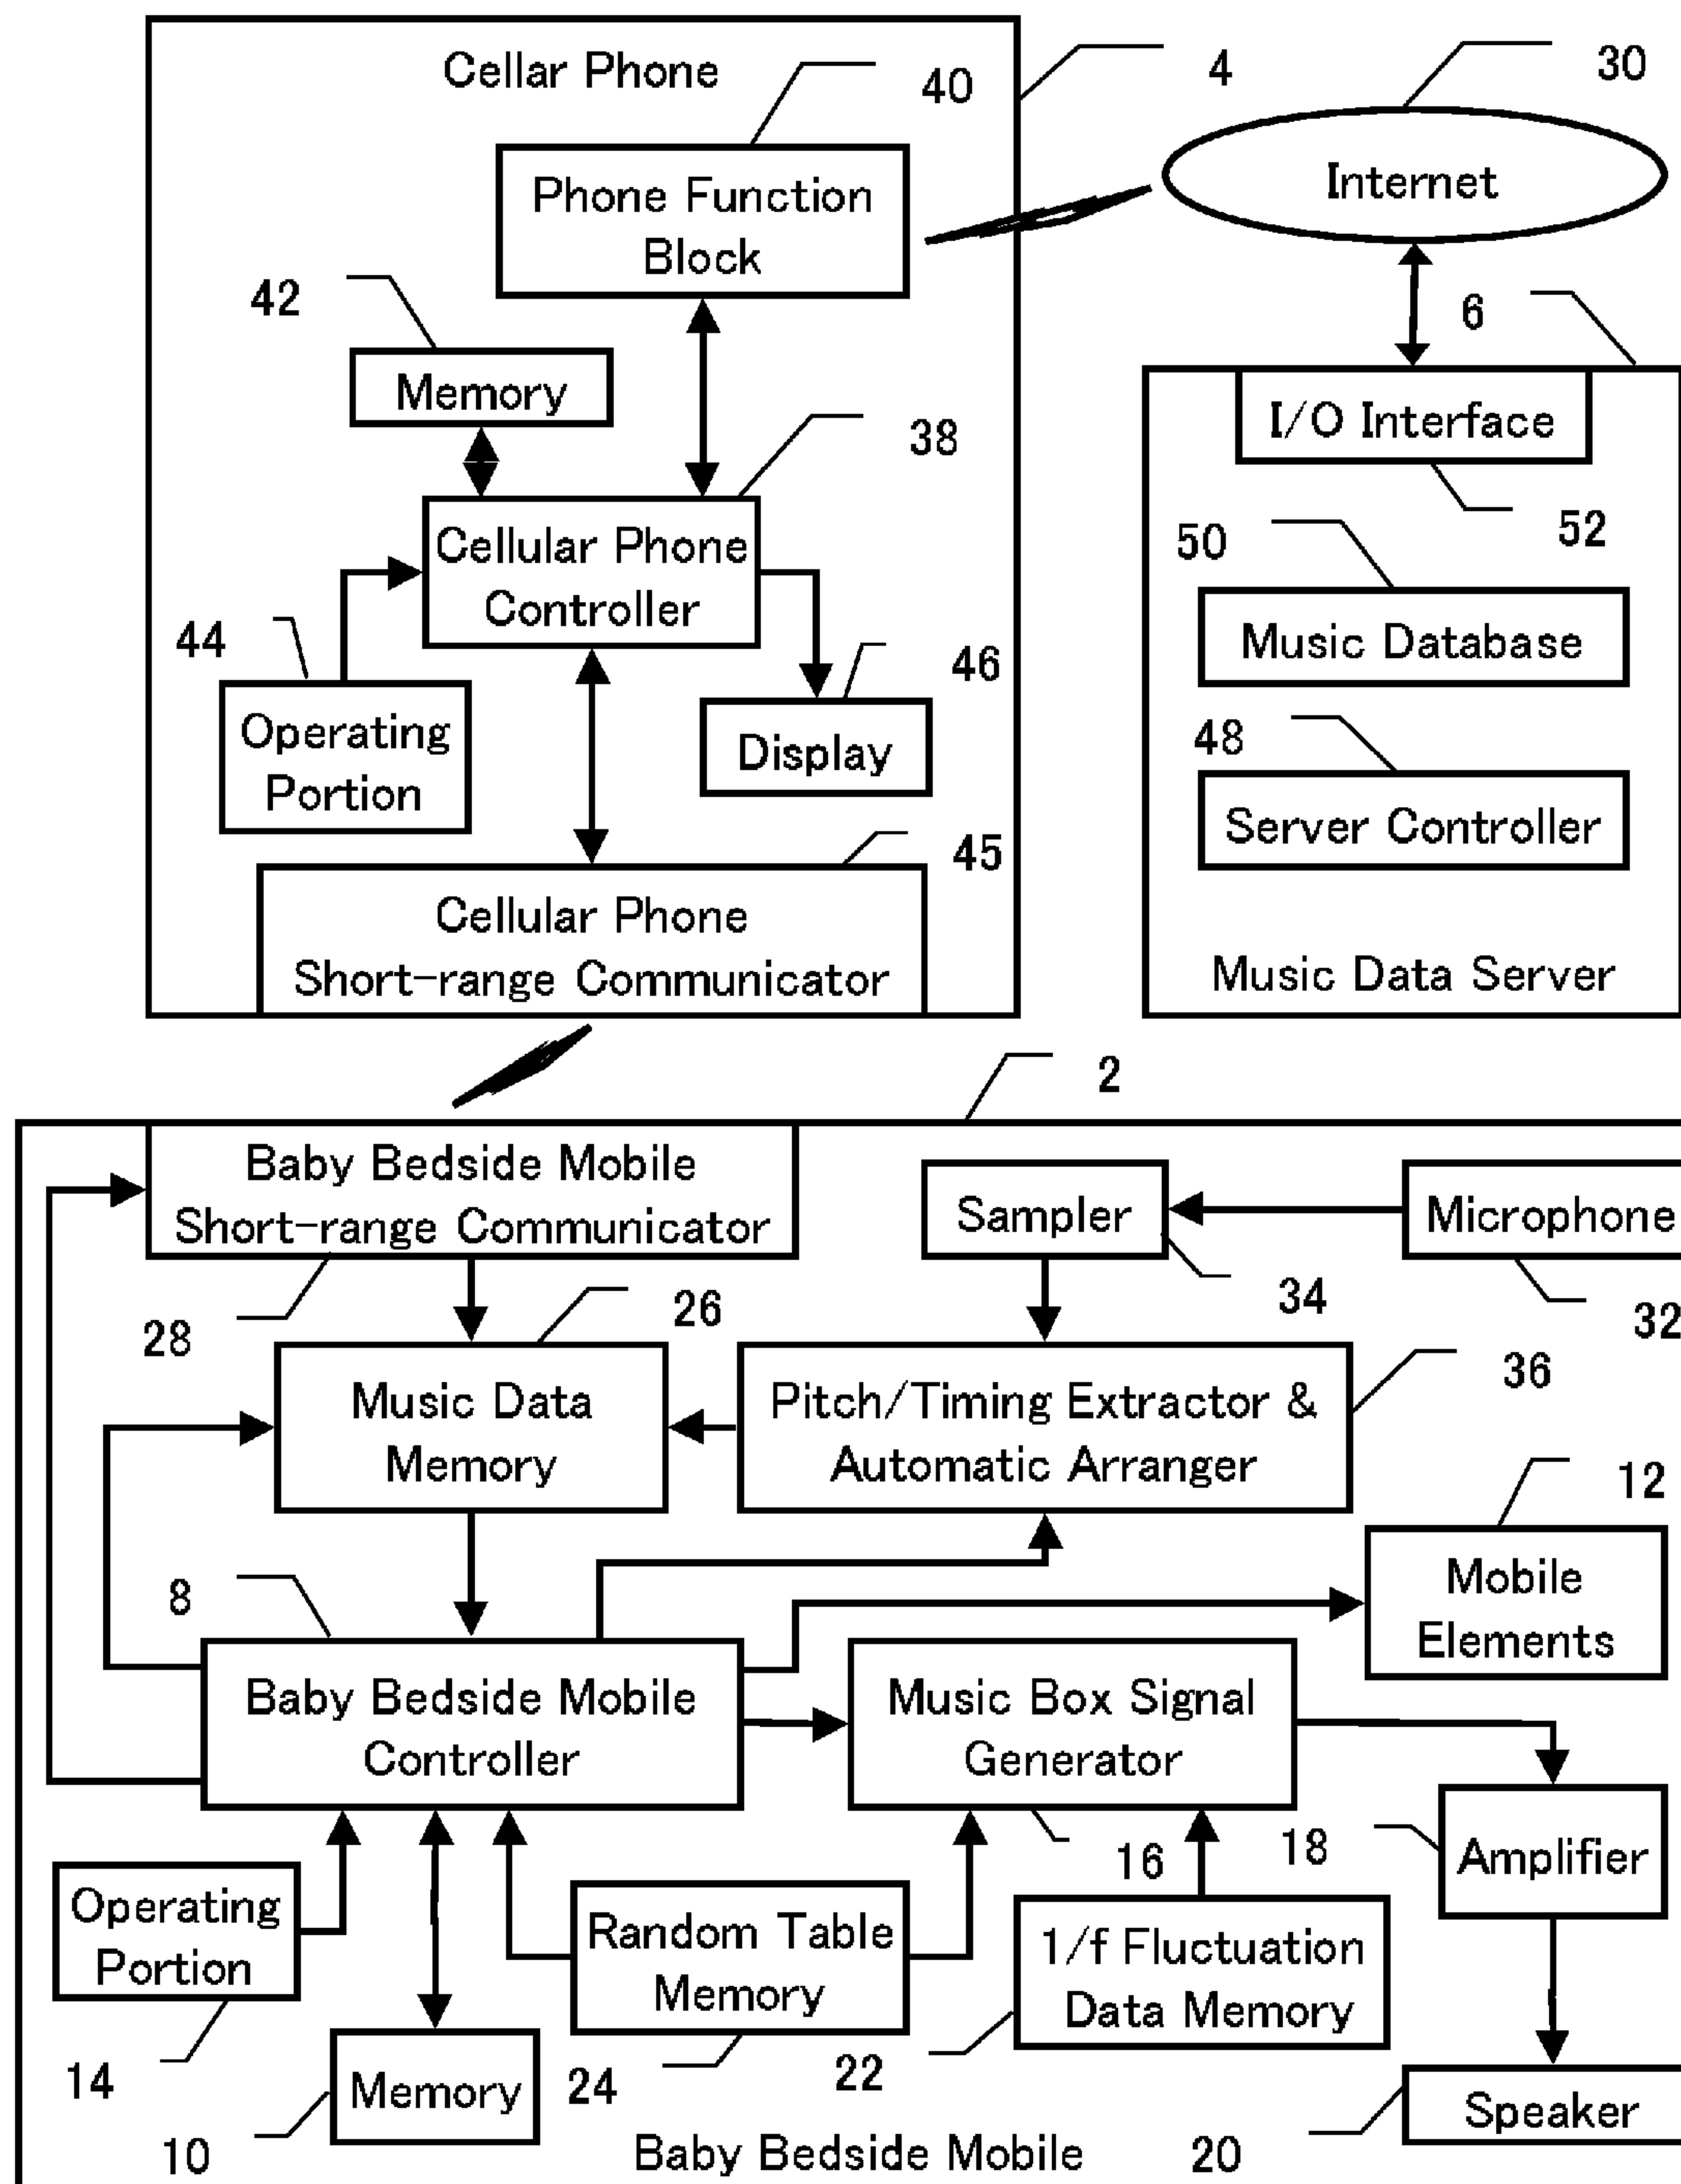 Cellar Phone
4
30
40
Internet
Phone Function
Block
42
6
Memory
38
I/O Interface
52
50
Cellular Phone
Controller
44
46
Music Database
Operating
Portion
Display
48
Server Controller
45
Cellular Phone
Short-range Communicator
Music Data Server
2
Baby Bedside Mobile
Short-range Communicator
Sampler
Microphone
34
32
28
26
36
Music Data
Memory
Pitch/Timing Extractor &
Automatic Arranger
12
Mobile
Elements
8
Baby Bedside Mobile
Controller
Music Box Signal
Generator
16
18
Amplifier
Operating
Portion
Random Table
Memory
1/f Fluctuation
Data Memory
14
Memory
24
22
Speaker
10
Baby Bedside Mobile
20